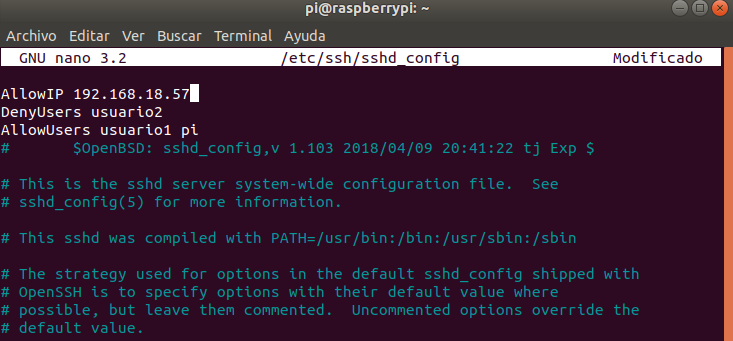 pi@raspberrypi: ~
Archivo Editar Ver Buscar Terminal Ayuda
GNU nano 3.2 /etc/ssh/sshd_config Modificado
AllowIP 192.168.18.57
DenyUsers usuario2
AllowUsers usuario1 pi
# $OpenBSD: sshd_config,v 1.103 2018/04/09 20:41:22 tj Exp $
# This is the sshd server system-wide configuration file. See
# sshd_config(5) for more information.
# This sshd was compiled with PATH=/usr/bin:/bin:/usr/sbin:/sbin
# The strategy used for options in the default sshd_config shipped with
# OpenSSH is to specify options with their default value where
# possible, but leave them commented. Uncommented options override the
# default value.